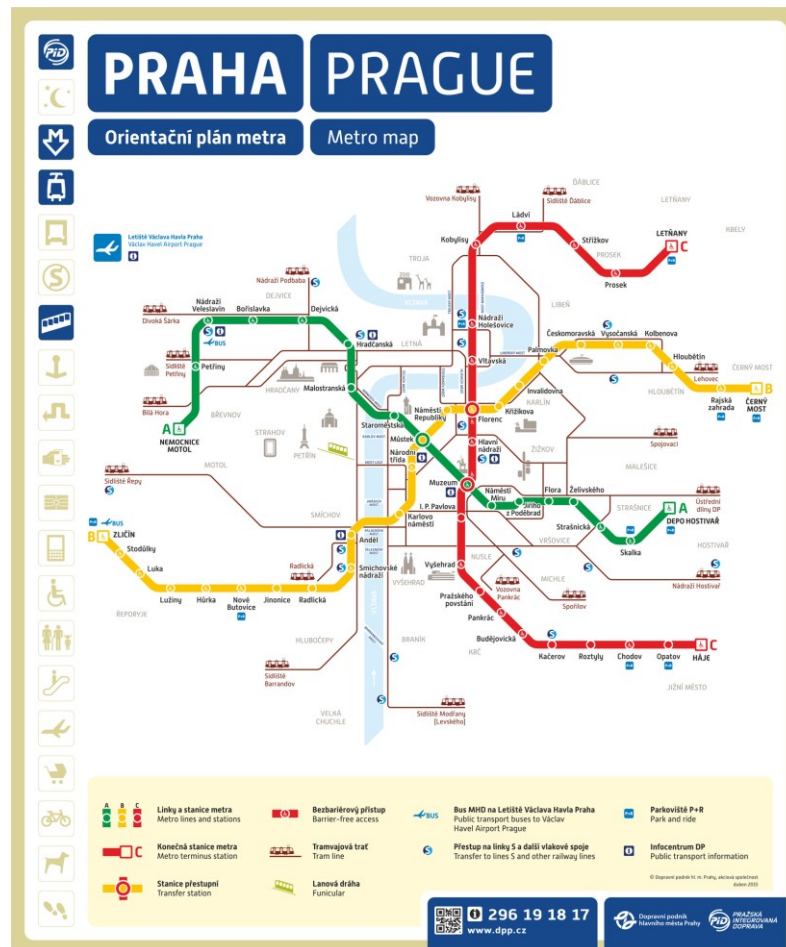 PiD
PRAHA
PRAGUE
Orientační plán metra
Metro map
Letiště Václava Havla Praha
Václav Havel Airport Prague
ĎÁBLICE
Vozovna Kobylisy
Sídliště Ďáblice
LETŇANY
Ládví
Kobylisy
Střížkov
LETŇANY
C
KBELY
PROSEK
Prosek
TROJA
ZOO
VLTAVA
Nádraží Podbaba
DEJVICE
LIBEŇ
Nádraží
Veleslavín
Bořislavka
Dejvická
Divoká Šárka
BUS
Hradčanská
LETNÁ
Nádraží
Holešovice
Českomoravská
Vysočanská
Kolbenova
Palmovka
Hloubětín
Vltavská
Sídliště
Petřiny
Petřiny
HRADČANY
Malostranská
Invalidovna
KARLÍN
HLOUBĚTÍN
Lehovec
ČERNÝ MOST
B
Rajská
zahrada
ČERNÝ
MOST
Bílá Hora
BŘEVNOV
A
NEMOCNICE
MOTOL
STRAHOV
PETŘÍN
Staroměstská
Náměstí
Republiky
Florenc
Křižíkova
Můstek
Národní
třída
Hlavní
nádraží
ŽIŽKOV
Spojovací
MALEŠICE
MOTOL
Sídliště Řepy
Muzeum
Náměstí
Míru
Jiřího
z Poděbrad
Flora
Želivského
Ústřední
dílny DP
A
DEPO HOSTIVAŘ
STRAŠNICE
Strašnická
Skalka
SMÍCHOV
I. P. Pavlova
Karlovo
náměstí
VRŠOVICE
HOSTIVAŘ
BUS
B
ZLIČÍN
Stodůlky
Luka
Lužiny
Hůrka
Nové
Butovice
Jinonice
Radlická
Radlická
Anděl
Smíchovské
nádraží
VYŠEHRAD
Vyšehrad
NUSLE
MICHLE
Nádraží Hostivař
Vozovna
Pankrác
Spořilov
Pražského
povstání
Pankrác
Budějovická
ŘEPORYJE
HLUBOČEPY
BRANÍK
KRČ
Kačerov
Roztyly
Chodov
Opatov
HÁJE
C
JIŽNÍ MĚSTO
Sídliště
Barrandov
VLTAVA
VELKÁ
CHUCHLE
Sídliště Modřany
(Levského)
A B C
Linky a stanice metra
Metro lines and stations
C
Konečná stanice metra
Metro terminus station
Stanice přestupní
Transfer station
Bezbariérový přístup
Barrier-free access
Tramvajová trať
Tram line
Lanová dráha
Funicular
BUS
Bus MHD na Letiště Václava Havla Praha
Public transport buses to Václav
Havel Airport Prague
S
Přestup na linky S a další vlakové spoje
Transfer to lines S and other railway lines
P+R
Parkoviště P+R
Park and ride
Infocentrum DP
Public transport information
© Dopravní podnik hl. m. Prahy, akciová společnost
296 19 18 17
www.dpp.cz
Dopravní podnik
hlavního města Prahy
PiD
PRAŽSKÁ
INTEGROVANÁ
DOPRAVA